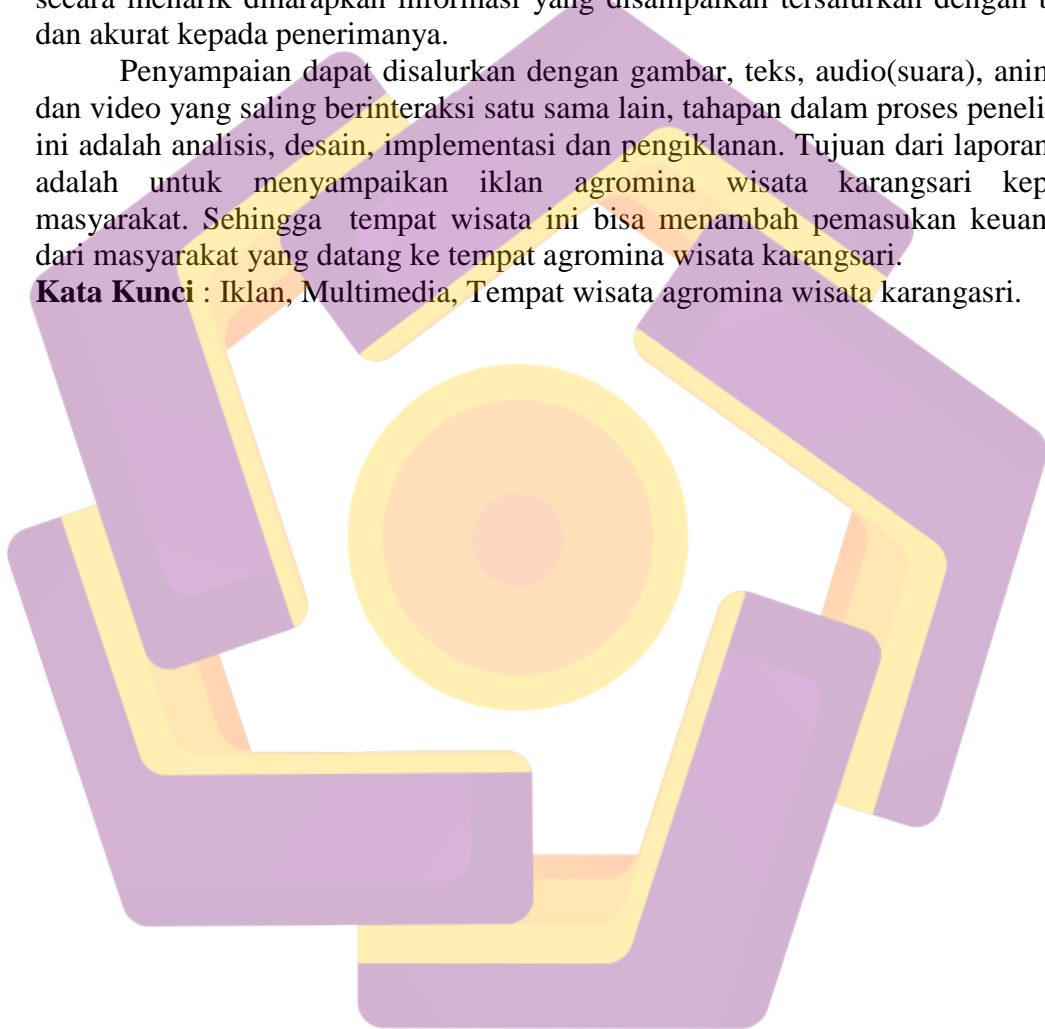 secara menarik diharapkan informasi yang disampaikan tersalurkan dengan
dan akurat kepada penerimanya.
Penyampaian dapat disalurkan dengan gambar, teks, audio(suara),
dan video yang saling berinteraksi satu sama lain, tahapan dalam proses
ini adalah analisis, desain, implementasi dan pengiklanan. Tujuan dari laporan
adalah untuk menyampaikan iklan agromina wisata karangsari
masyarakat. Sehingga tempat wisata ini bisa menambah pemasukan
dari masyarakat yang datang ke tempat agromina wisata karangsari.
Kata Kunci : Iklan, Multimedia, Tempat wisata agromina wisata karangasri.